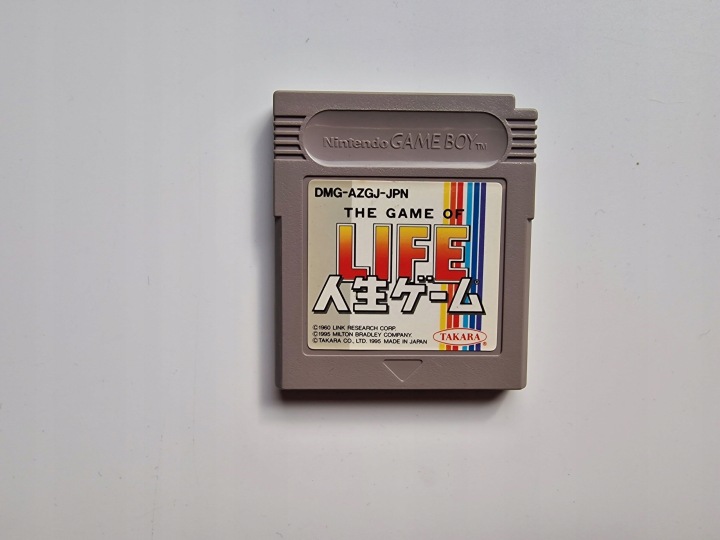 Nintendo GAME BOY TM
DMG-AZGJ-JPN
THE GAME OF
LIFE
人生ゲーム
©1960 LINK RESEARCH CORP.
©1995 MILTON BRADLEY COMPANY.
©TAKARA CO., LTD. 1995 MADE IN JAPAN
TAKARA®